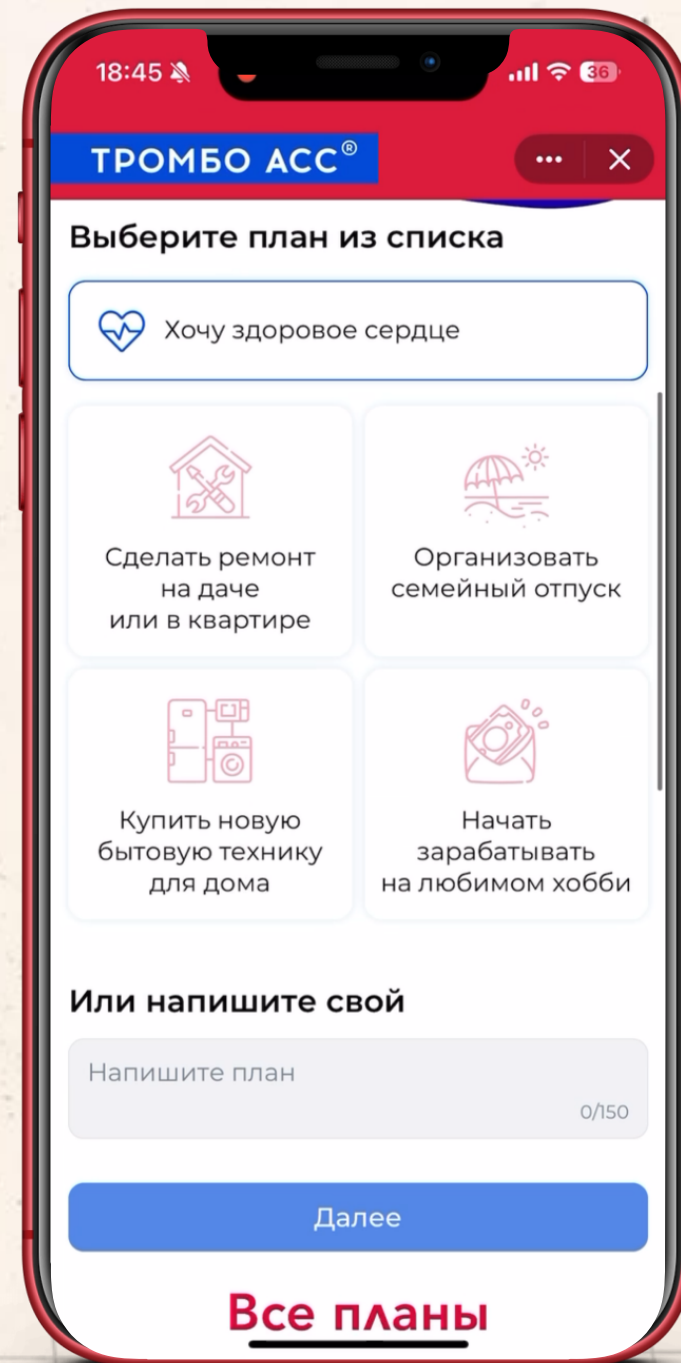 18:45
36
ТРОМБО АСС®
Выберите план из списка
Хочу здоровое сердце
Сделать ремонт
на даче
или в квартире
Организовать
семейный отпуск
Купить новую
бытовую технику
для дома
Начать
зарабатывать
на любимом хобби
Или напишите свой
Напишите план
0/150
Далее
Все планы